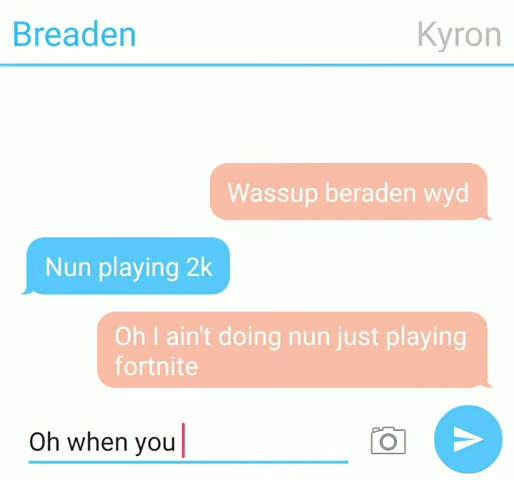 Breaden
Kyron
Wassup beraden wyd
Nun playing 2k
Oh I ain't doing nun just playing
fortnite
Oh when you